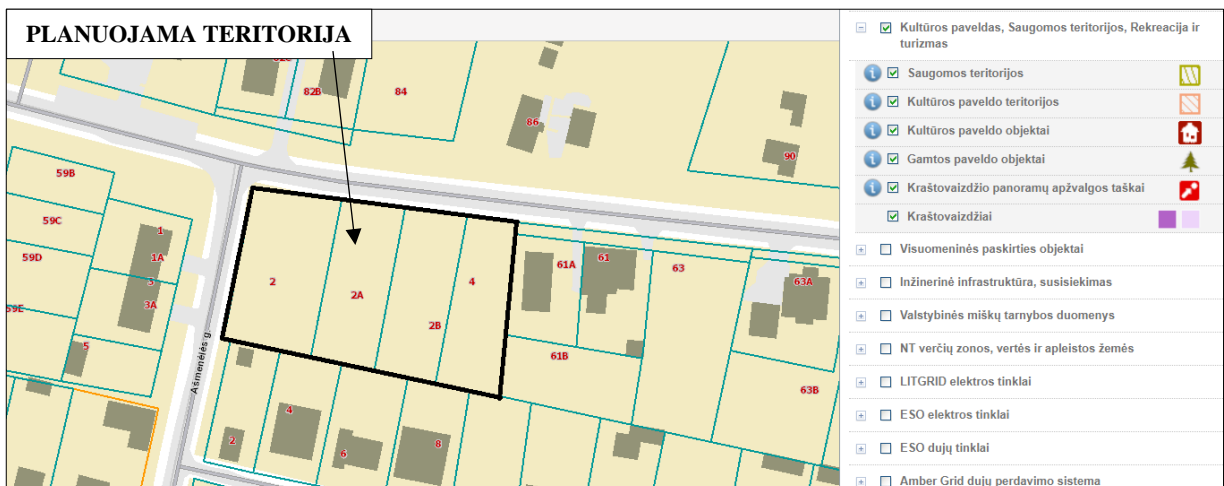 PLANUOJAMA TERITORIJA
82B
84
86
90
59B
59C
59D
59E
1
1A
3
3A
5
2
2A
2B
4
61A
61
61B
63
63A
63B
2
4
6
8
Ašmenėlės g.
Kultūros paveldas, Saugomos teritorijos, Rekreacija ir
turizmas
Saugomos teritorijos
Kultūros paveldo teritorijos
Kultūros paveldo objektai
Gamtos paveldo objektai
Kraštovaizdžio panoramų apžvalgos taškai
Kraštovaizdžiai
Visuomeninės paskirties objektai
Inžinerinė infrastruktūra, susisiekimas
Valstybinės miškų tarnybos duomenys
NT verčių zonos, vertės ir apleistos žemės
LITGRID elektros tinklai
ESO elektros tinklai
ESO dujų tinklai
Amber Grid dujų perdavimo sistema